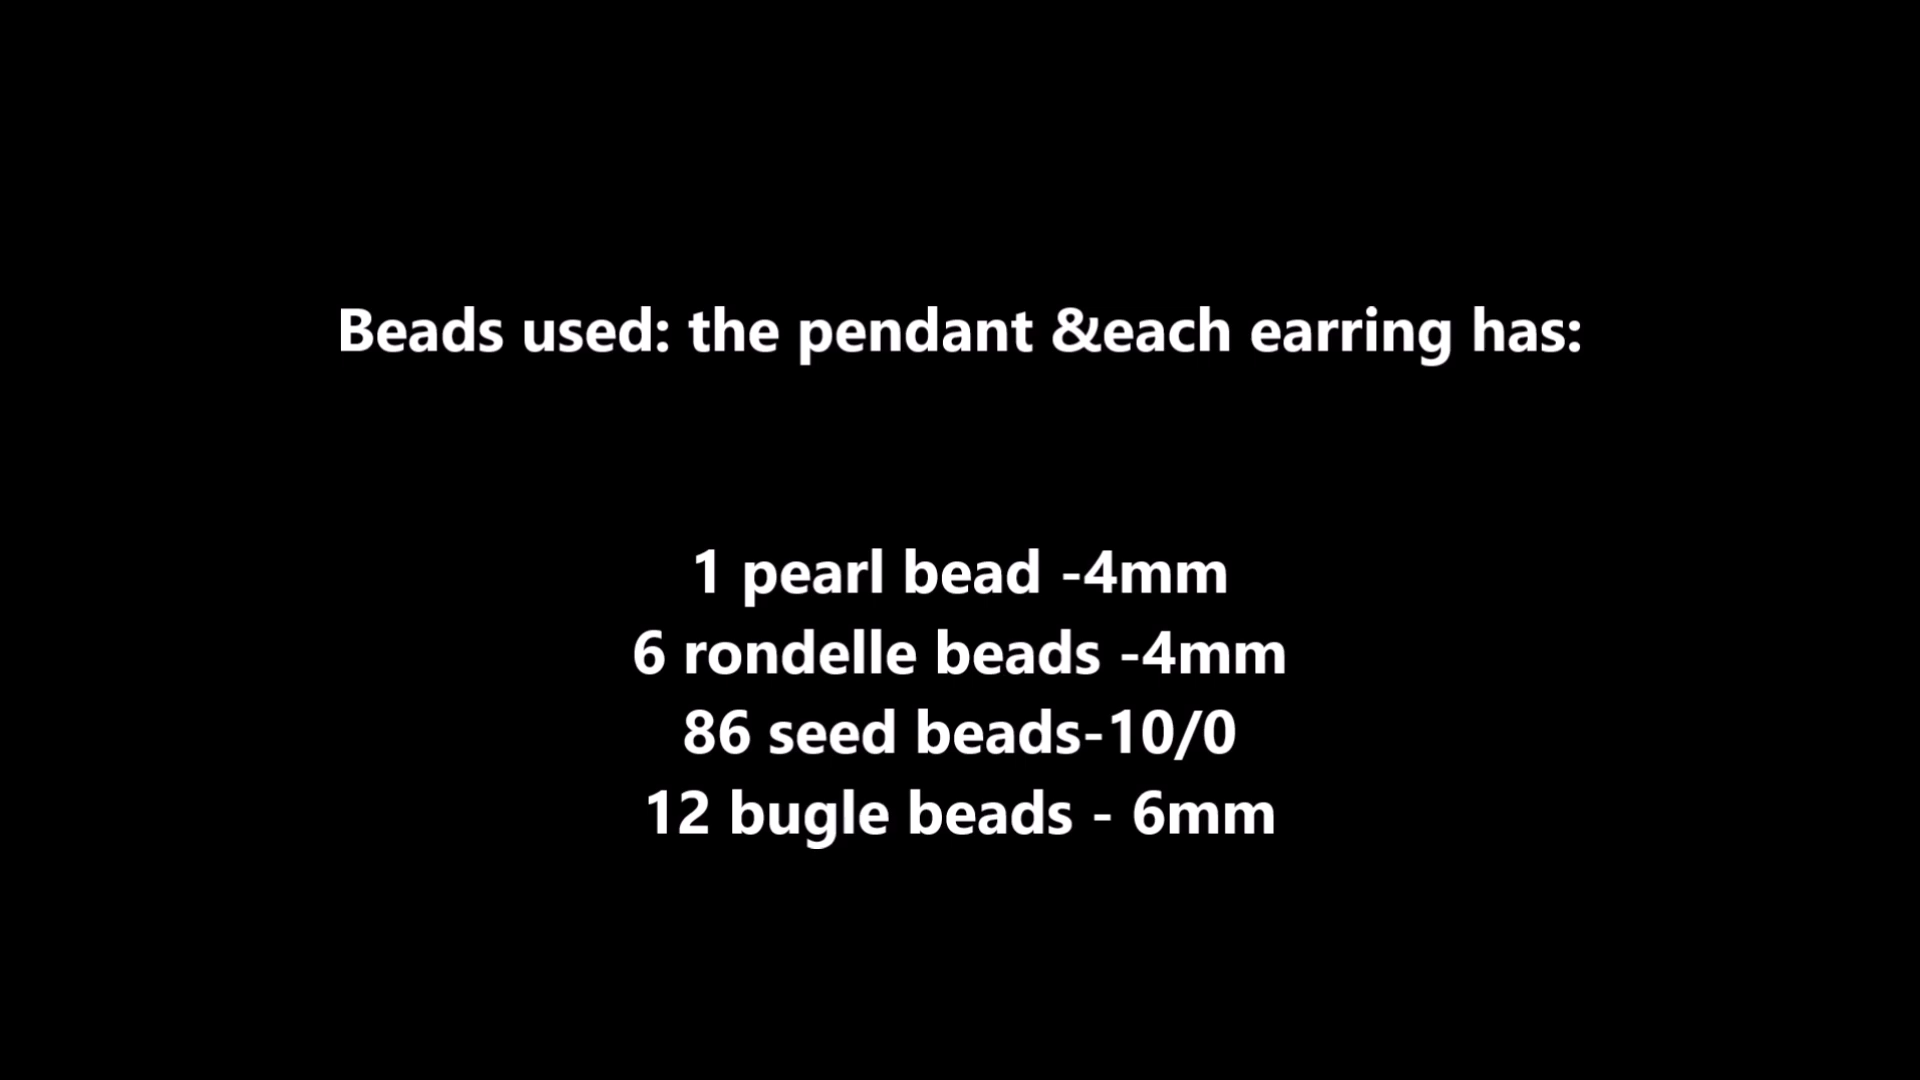 Beads used: the pendant &each earring has:
1 pearl bead -4mm
6 rondelle beads -4mm
86 seed beads-10/0
12 bugle beads - 6mm